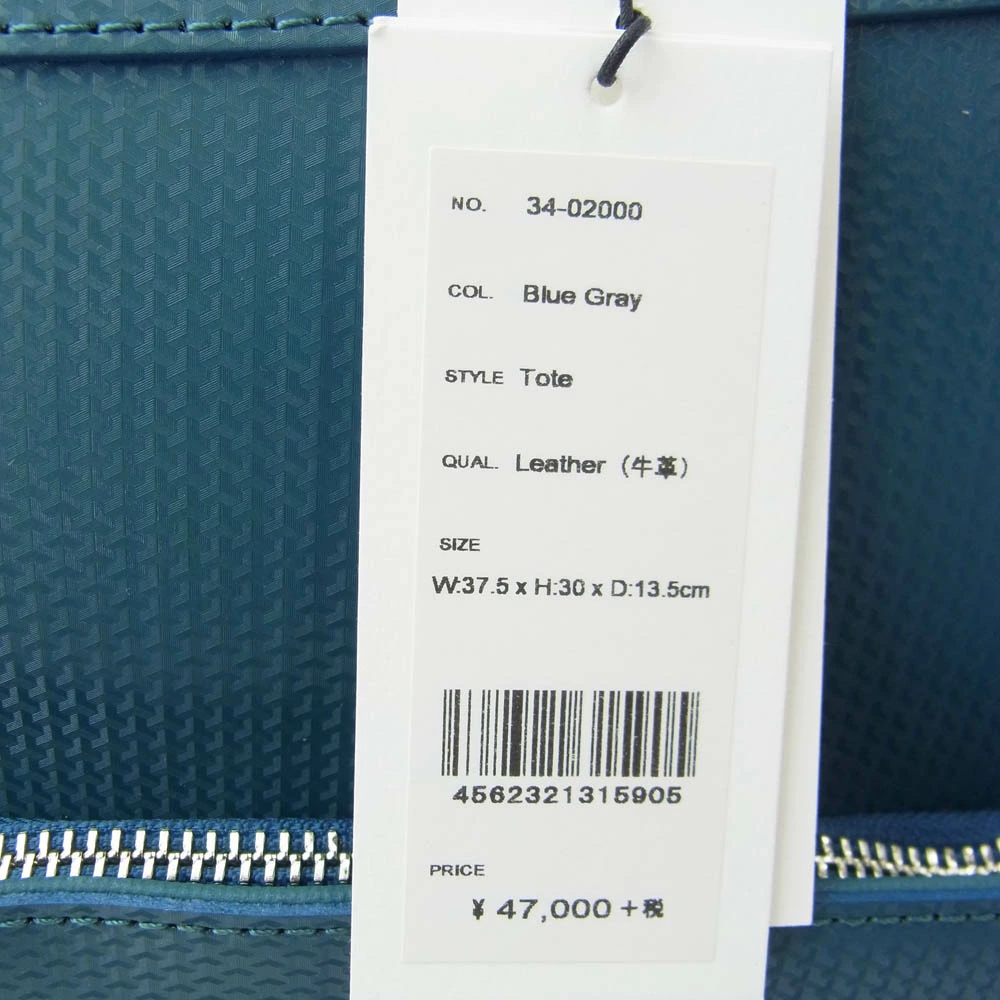 NO. 34-02000
COL. Blue Gray
STYLE Tote
QUAL. Leather (牛革)
SIZE
W:37.5 x H:30 x D:13.5cm
4562321315905
PRICE
¥ 47,000 +税